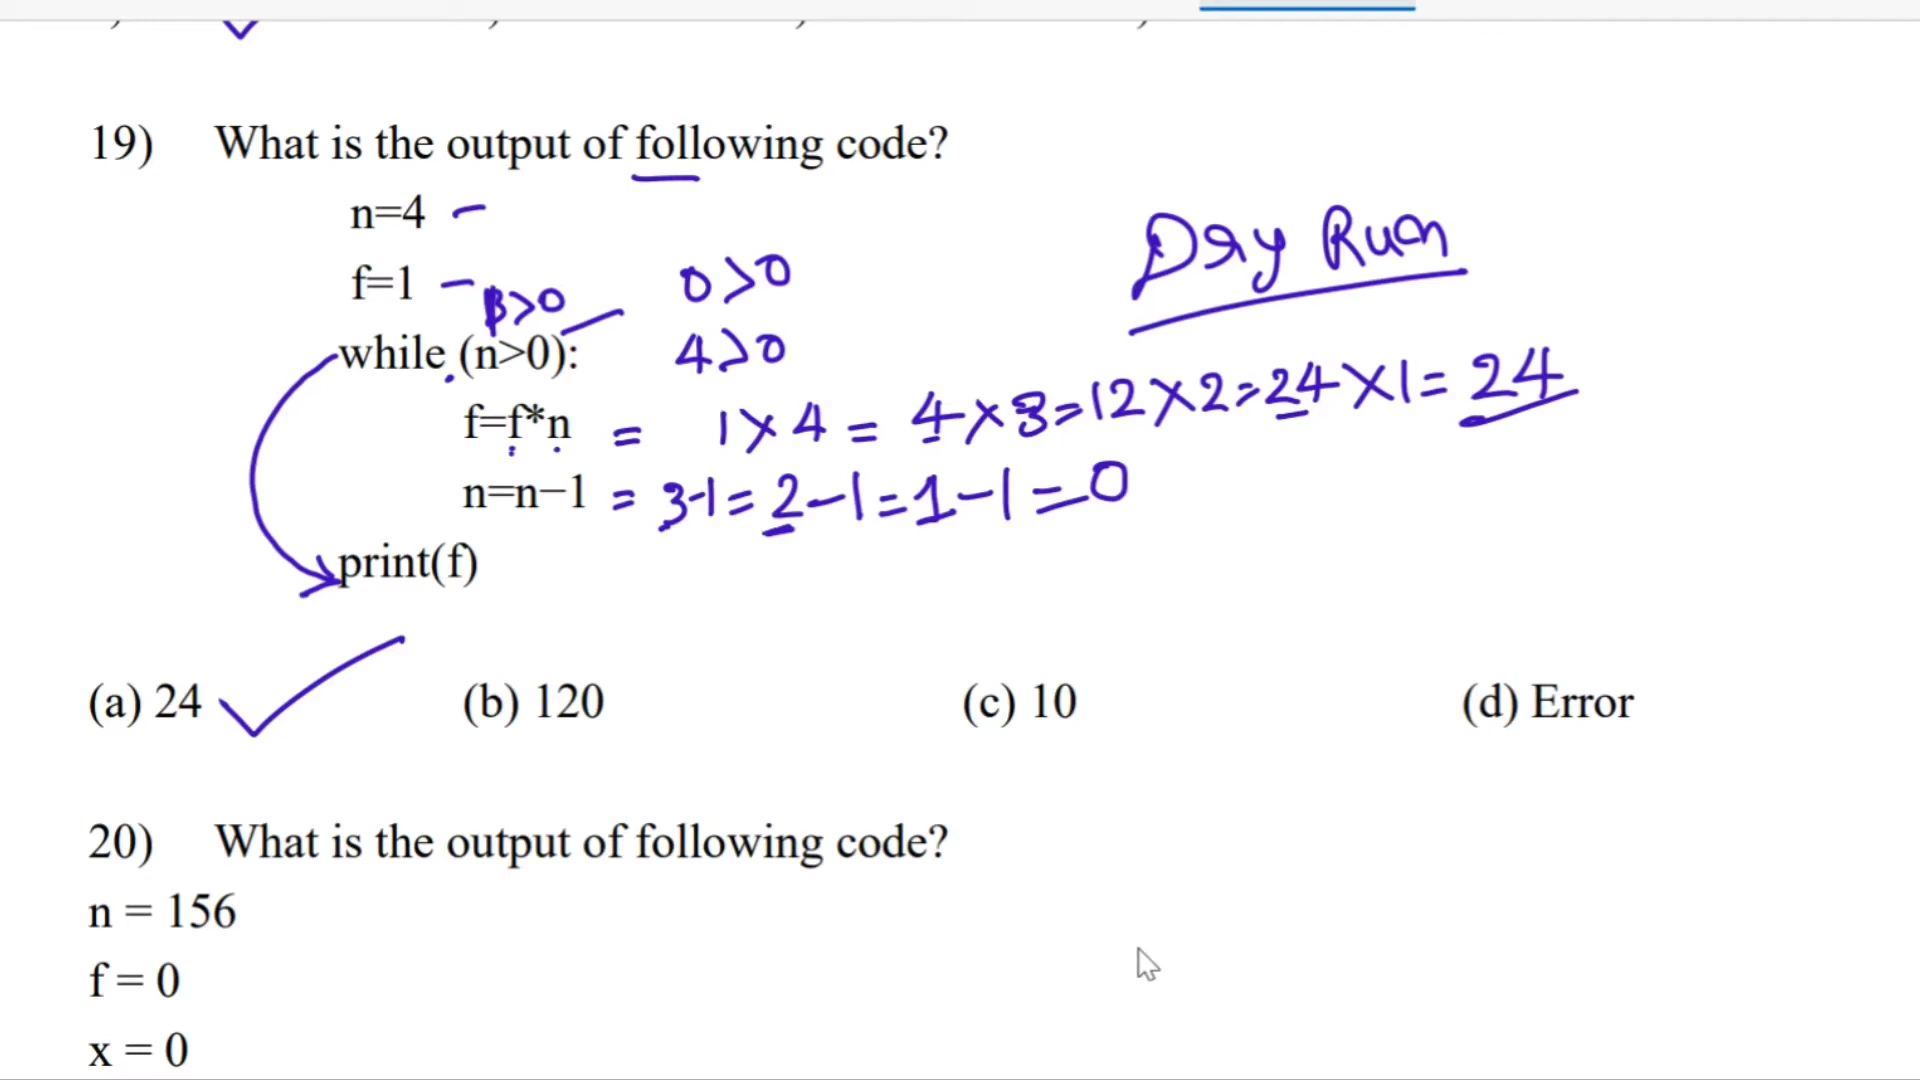 19) What is the output of following code?
n=4 -
f=1 -
>0
0>0
Dry Run
while (n>0):
4>0
f=f*n = 1×4 = 4×3=12×2=24×1=24
n=n−1 = 3-1=2-1=1-1=0
print(f)
(a) 24 (b) 120 (c) 10 (d) Error
20) What is the output of following code?
n = 156
f = 0
x = 0